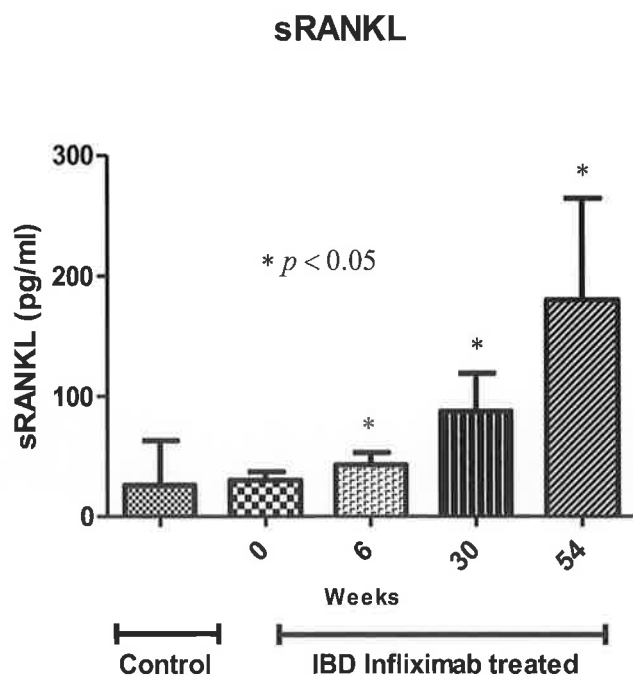 sRANKL
300
200
100
0
sRANKL (pg/ml)
* p < 0.05
*
*
*
0 6 30 54
Weeks
Control IBD Infliximab treated